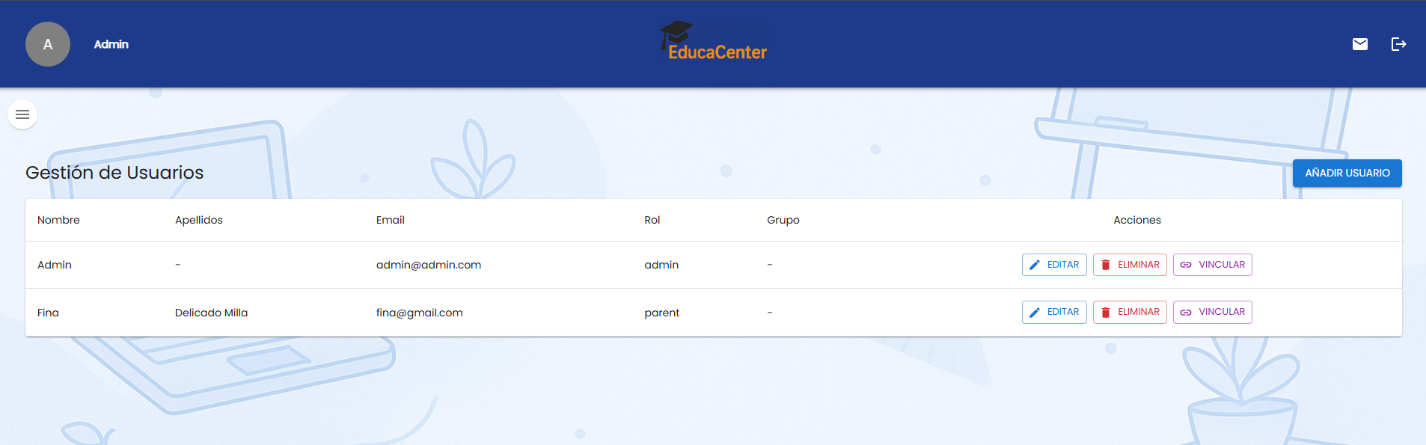 A Admin
EducaCenter
Gestión de Usuarios
AÑADIR USUARIO
Nombre Apellidos Email Rol Grupo Acciones
Admin - admin@admin.com admin - EDITAR ELIMINAR VINCULAR
Fina Delicado Milla fina@gmail.com parent - EDITAR ELIMINAR VINCULAR